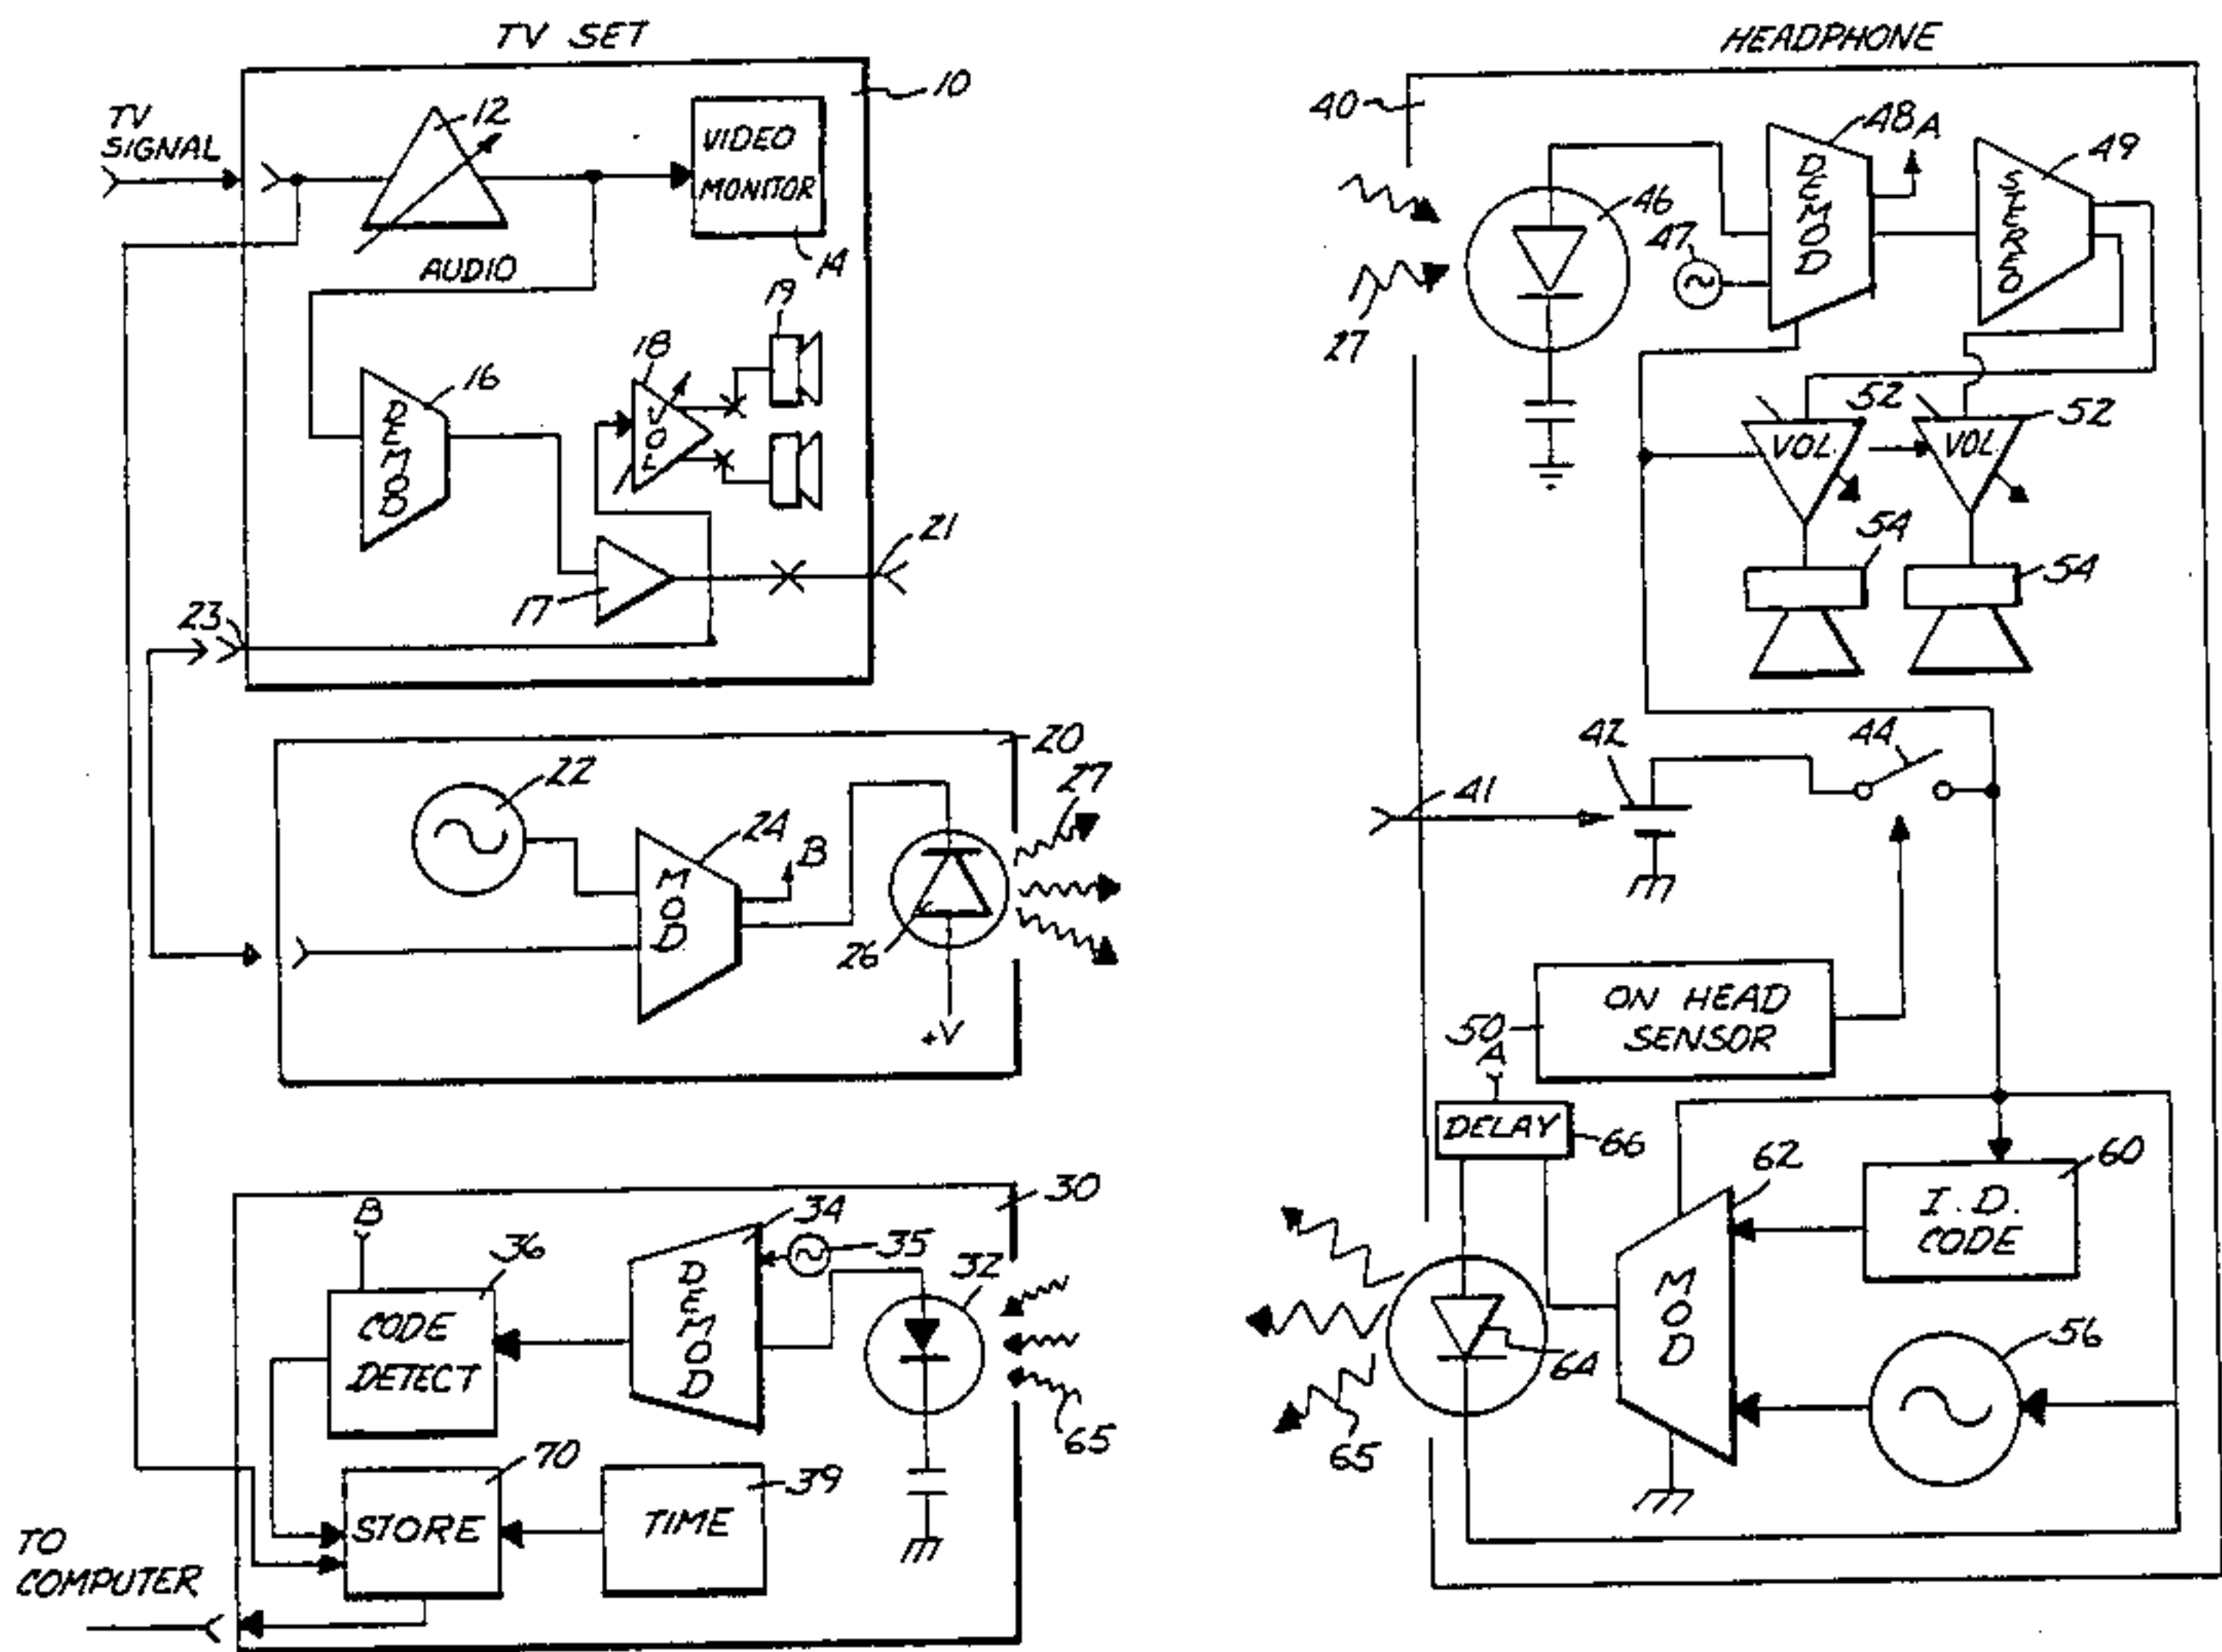 TV SET
10
TV
SIGNAL
12
VIDEO
MONITOR
14
AUDIO
19
18
VOL
16
DEMOD
17
21
23
20
22
24
MOD
B
26
27
+V
30
B
36
CODE
DETECT
34
DEMOD
35
32
65
70
STORE
39
TIME
TO
COMPUTER
HEADPHONE
40
27
46
47
48
A
DEMOD
49
STEREO
52
VOL.
52
VOL.
54
54
42
44
41
50
ON HEAD
SENSOR
A
DELAY
66
62
MOD
60
I.D.
CODE
56
64
65